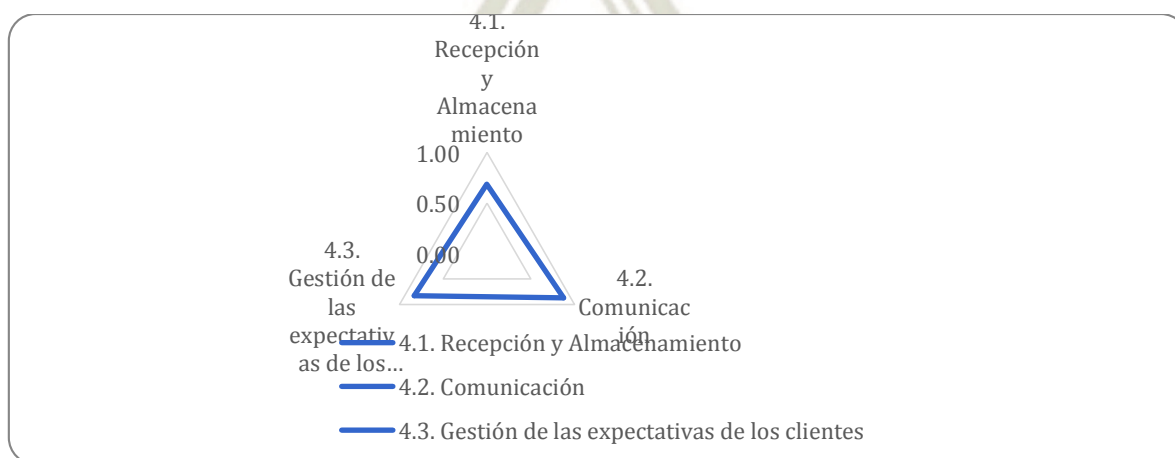 4.1.
Recepción
y
Almacena
miento
1.00
0.50
0.00
4.2.
Comunicac
ión
4.3.
Gestión de
las
expectativ
as de los...
4.1. Recepción y Almacenamiento
4.2. Comunicación
4.3. Gestión de las expectativas de los clientes